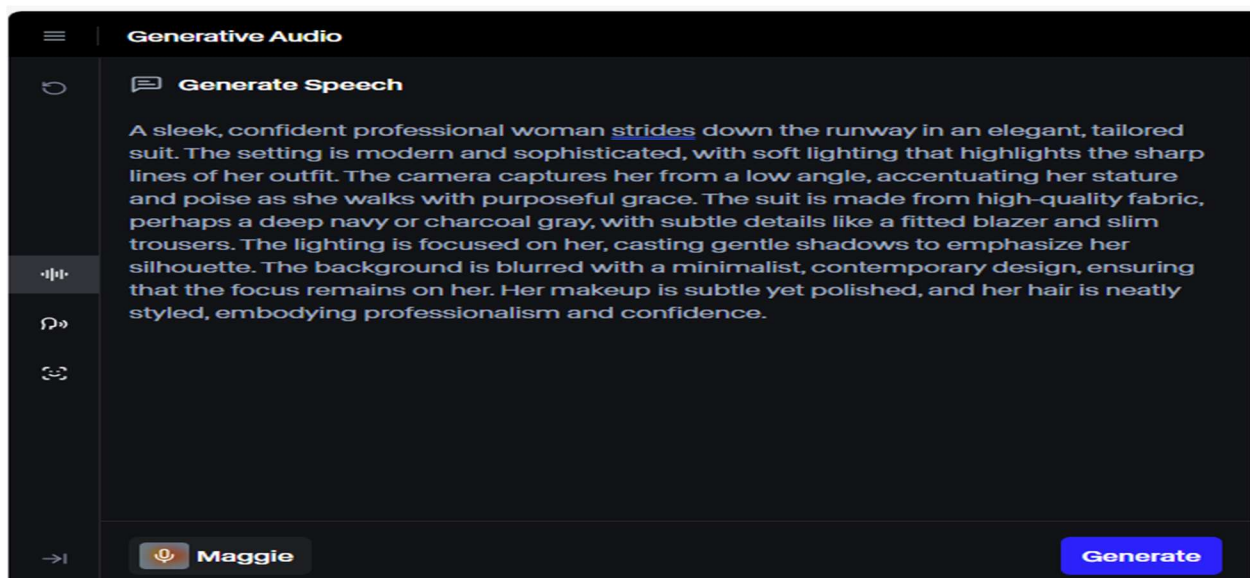 Generative Audio
Generate Speech
A sleek, confident professional woman strides down the runway in an elegant, tailored
suit. The setting is modern and sophisticated, with soft lighting that highlights the sharp
lines of her outfit. The camera captures her from a low angle, accentuating her stature
and poise as she walks with purposeful grace. The suit is made from high-quality fabric,
perhaps a deep navy or charcoal gray, with subtle details like a fitted blazer and slim
trousers. The lighting is focused on her, casting gentle shadows to emphasize her
silhouette. The background is blurred with a minimalist, contemporary design, ensuring
that the focus remains on her. Her makeup is subtle yet polished, and her hair is neatly
styled, embodying professionalism and confidence.
Maggie
Generate